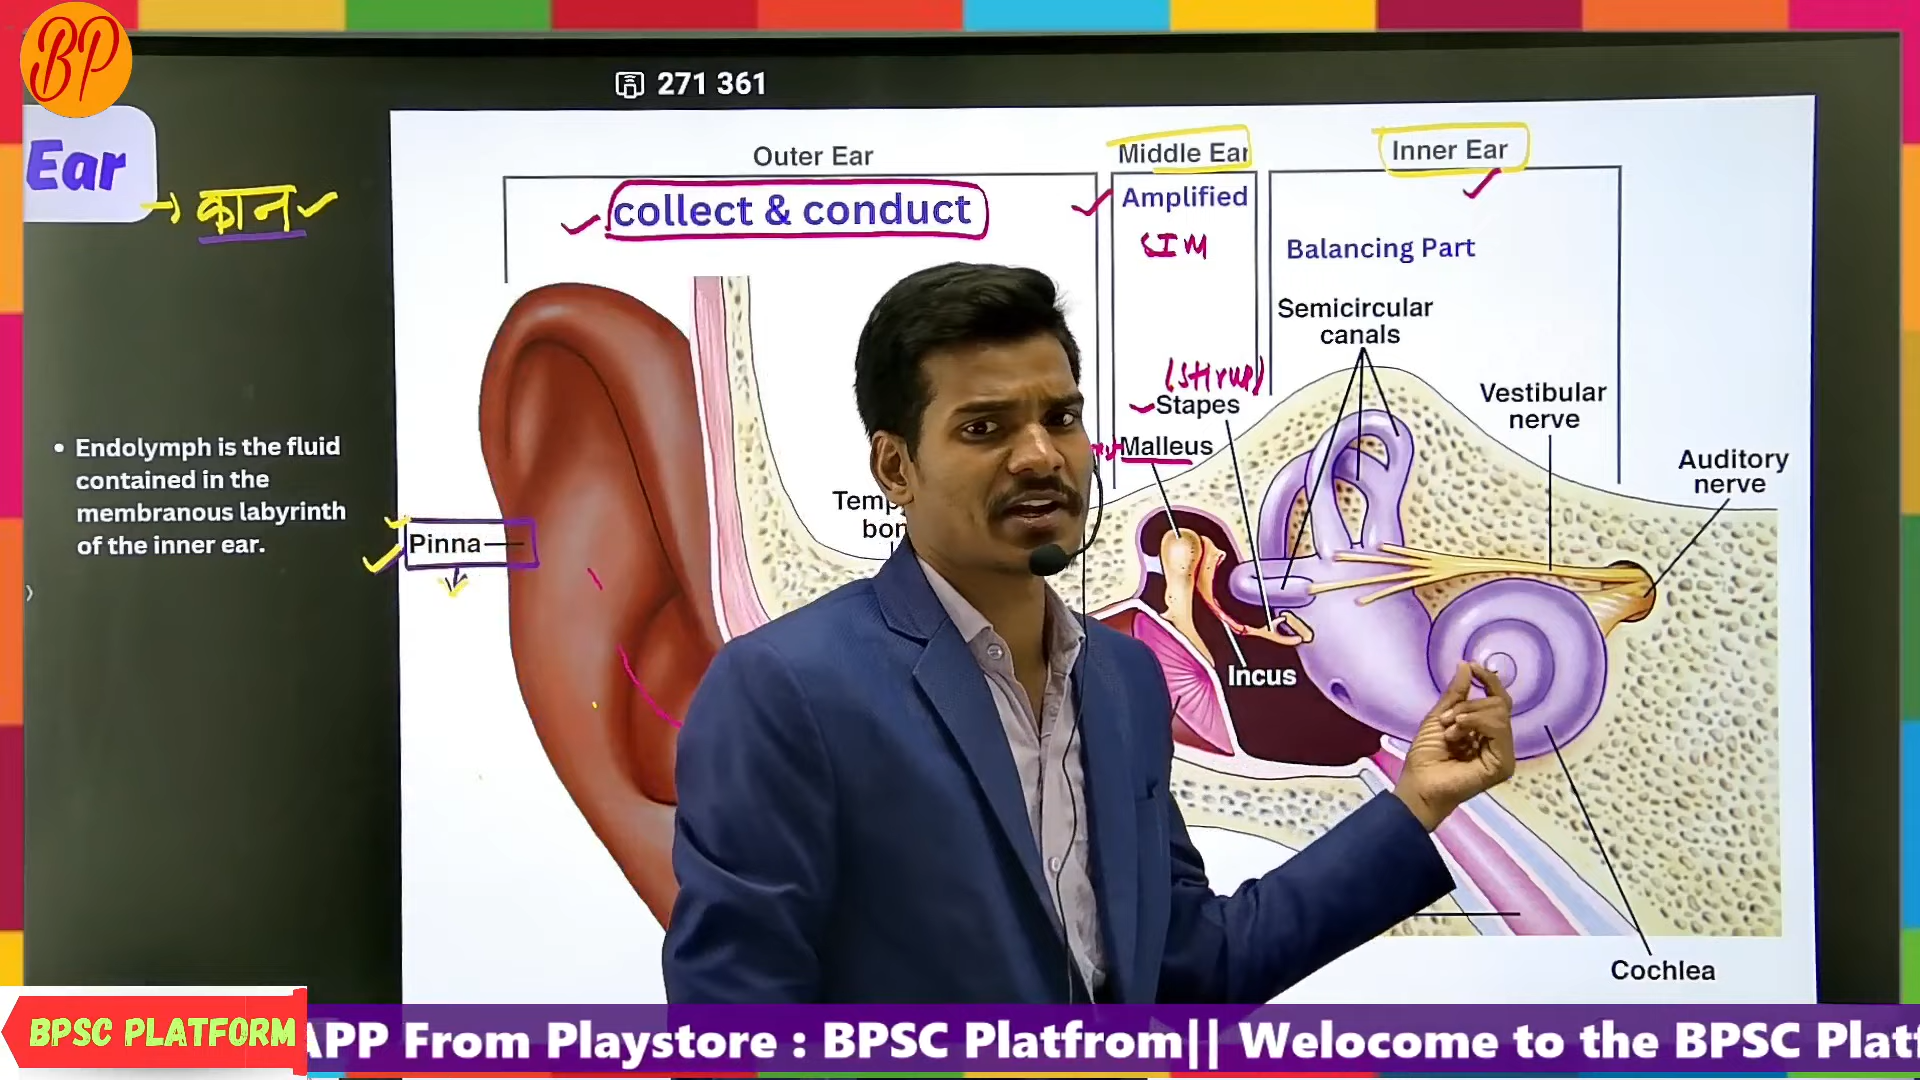 BP
271 361
Ear
कान
Outer Ear
Middle Ear
Inner Ear
collect & conduct
Amplified
SIM
Balancing Part
Semicircular
canals
(Stirup)
Stapes
Malleus
Vestibular
nerve
Auditory
nerve
• Endolymph is the fluid
contained in the
membranous labyrinth
of the inner ear.
Pinna
Incus
Cochlea
BPSC PLATFORM
APP From Playstore : BPSC Platfrom|| Welocome to the BPSC Platf